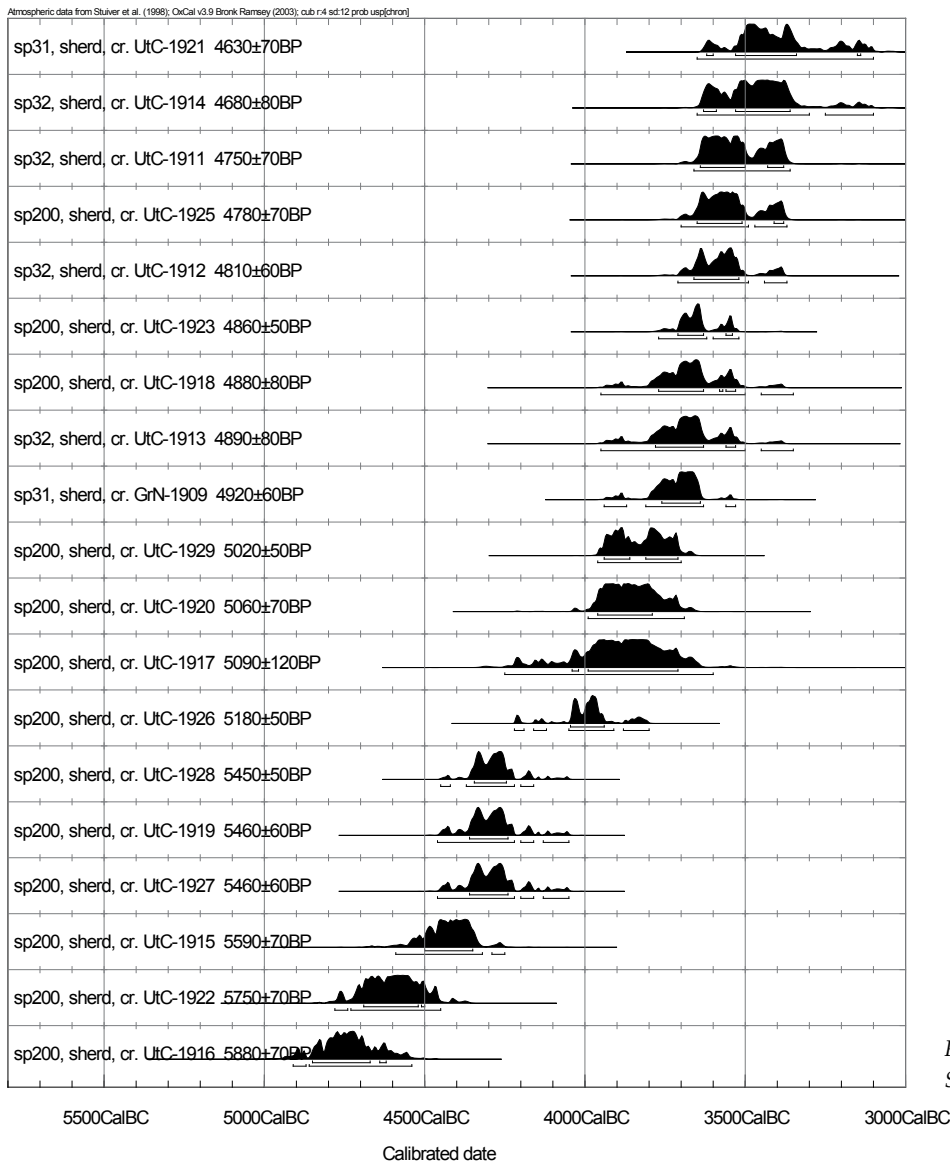 Atmospheric data from Stuiver et al. (1998); OxCal v3.9 Bronk Ramsey (2003); cub r:4 sd:12 prob usp[chron]
sp31, sherd, cr. UtC-1921 4630±70BP
sp32, sherd, cr. UtC-1914 4680±80BP
sp32, sherd, cr. UtC-1911 4750±70BP
sp200, sherd, cr. UtC-1925 4780±70BP
sp32, sherd, cr. UtC-1912 4810±60BP
sp200, sherd, cr. UtC-1923 4860±50BP
sp200, sherd, cr. UtC-1918 4880±80BP
sp32, sherd, cr. UtC-1913 4890±80BP
sp31, sherd, cr. GrN-1909 4920±60BP
sp200, sherd, cr. UtC-1929 5020±50BP
sp200, sherd, cr. UtC-1920 5060±70BP
sp200, sherd, cr. UtC-1917 5090±120BP
sp200, sherd, cr. UtC-1926 5180±50BP
sp200, sherd, cr. UtC-1928 5450±50BP
sp200, sherd, cr. UtC-1919 5460±60BP
sp200, sherd, cr. UtC-1927 5460±60BP
sp200, sherd, cr. UtC-1915 5590±70BP
sp200, sherd, cr. UtC-1922 5750±70BP
sp200, sherd, cr. UtC-1916 5880±70BP
5500CalBC 5000CalBC 4500CalBC 4000CalBC 3500CalBC 3000CalBC
Calibrated date